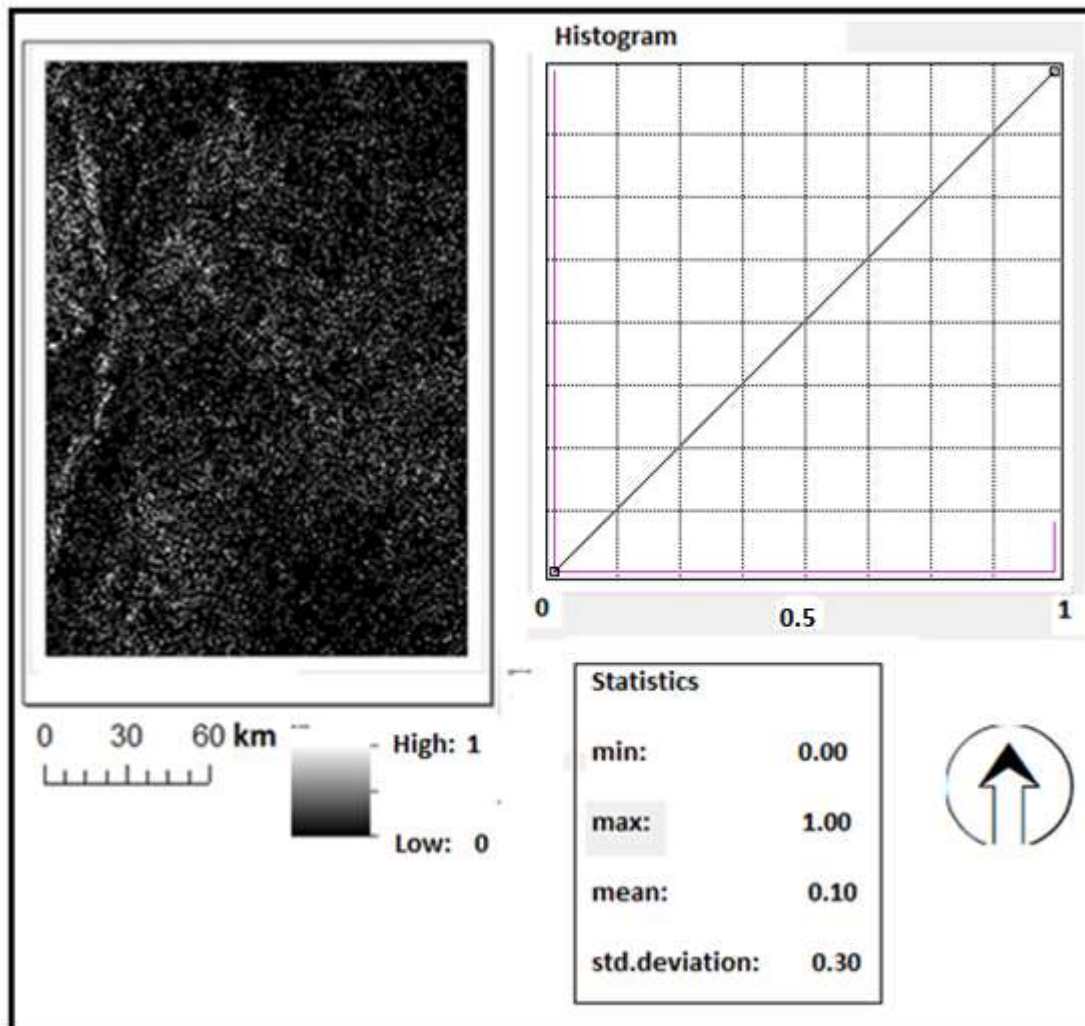 Histogram
0 0.5 1
0 30 60 km
High: 1
Low: 0
Statistics
min: 0.00
max: 1.00
mean: 0.10
std.deviation: 0.30